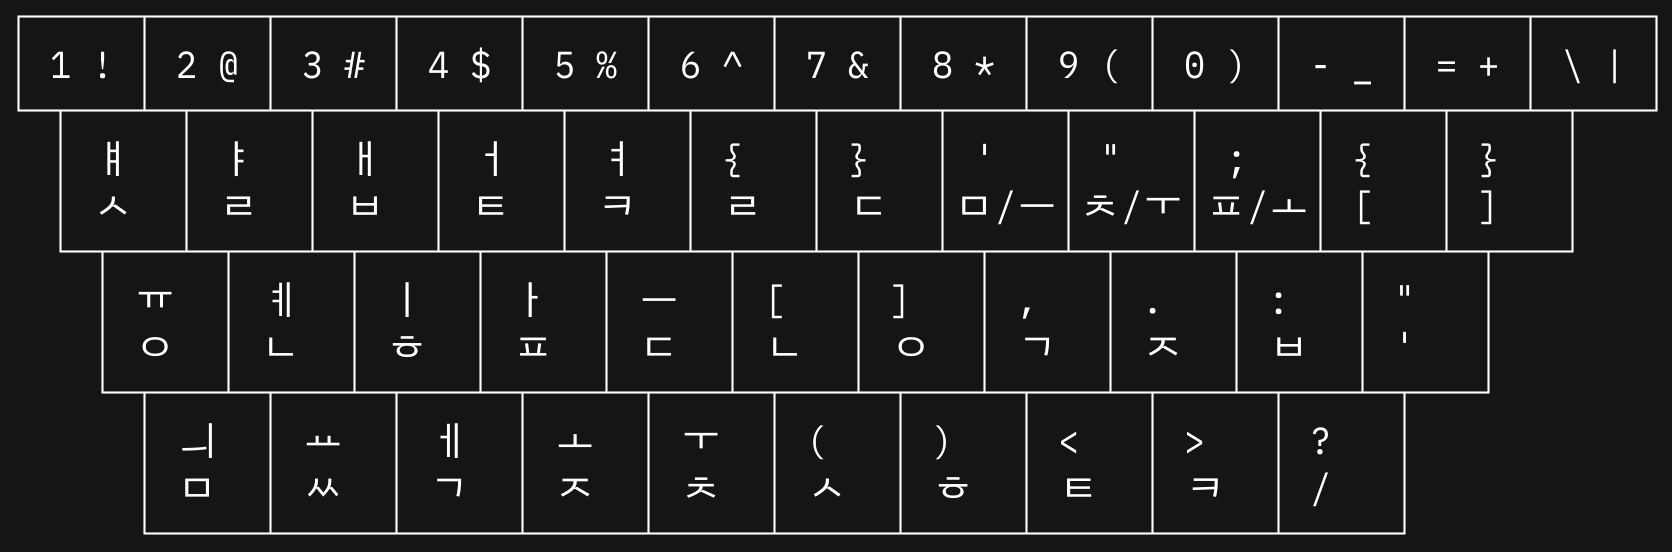 1 ! 2 @ 3 # 4 $ 5 % 6 ^ 7 & 8 * 9 ( 0 ) - _ = + \ |
ㅒ ㅑ ㅐ ㅓ ㅕ { } ' " ; { }
ㅅ ㄹ ㅂ ㅌ ㅋ ㄹ ㄷ ㅁ/ㅡ ㅊ/ㅜ ㅍ/ㅗ [ ]
ㅠ ㅖ ㅣ ㅏ ㅡ [ ] , . : "
ㅇ ㄴ ㅎ ㅍ ㄷ ㄴ ㅇ ㄱ ㅈ ㅂ '
ㅢ ㅛ ㅔ ㅗ ㅜ ( ) < > ?
ㅁ ㅆ ㄱ ㅈ ㅊ ㅅ ㅎ ㅌ ㅋ /